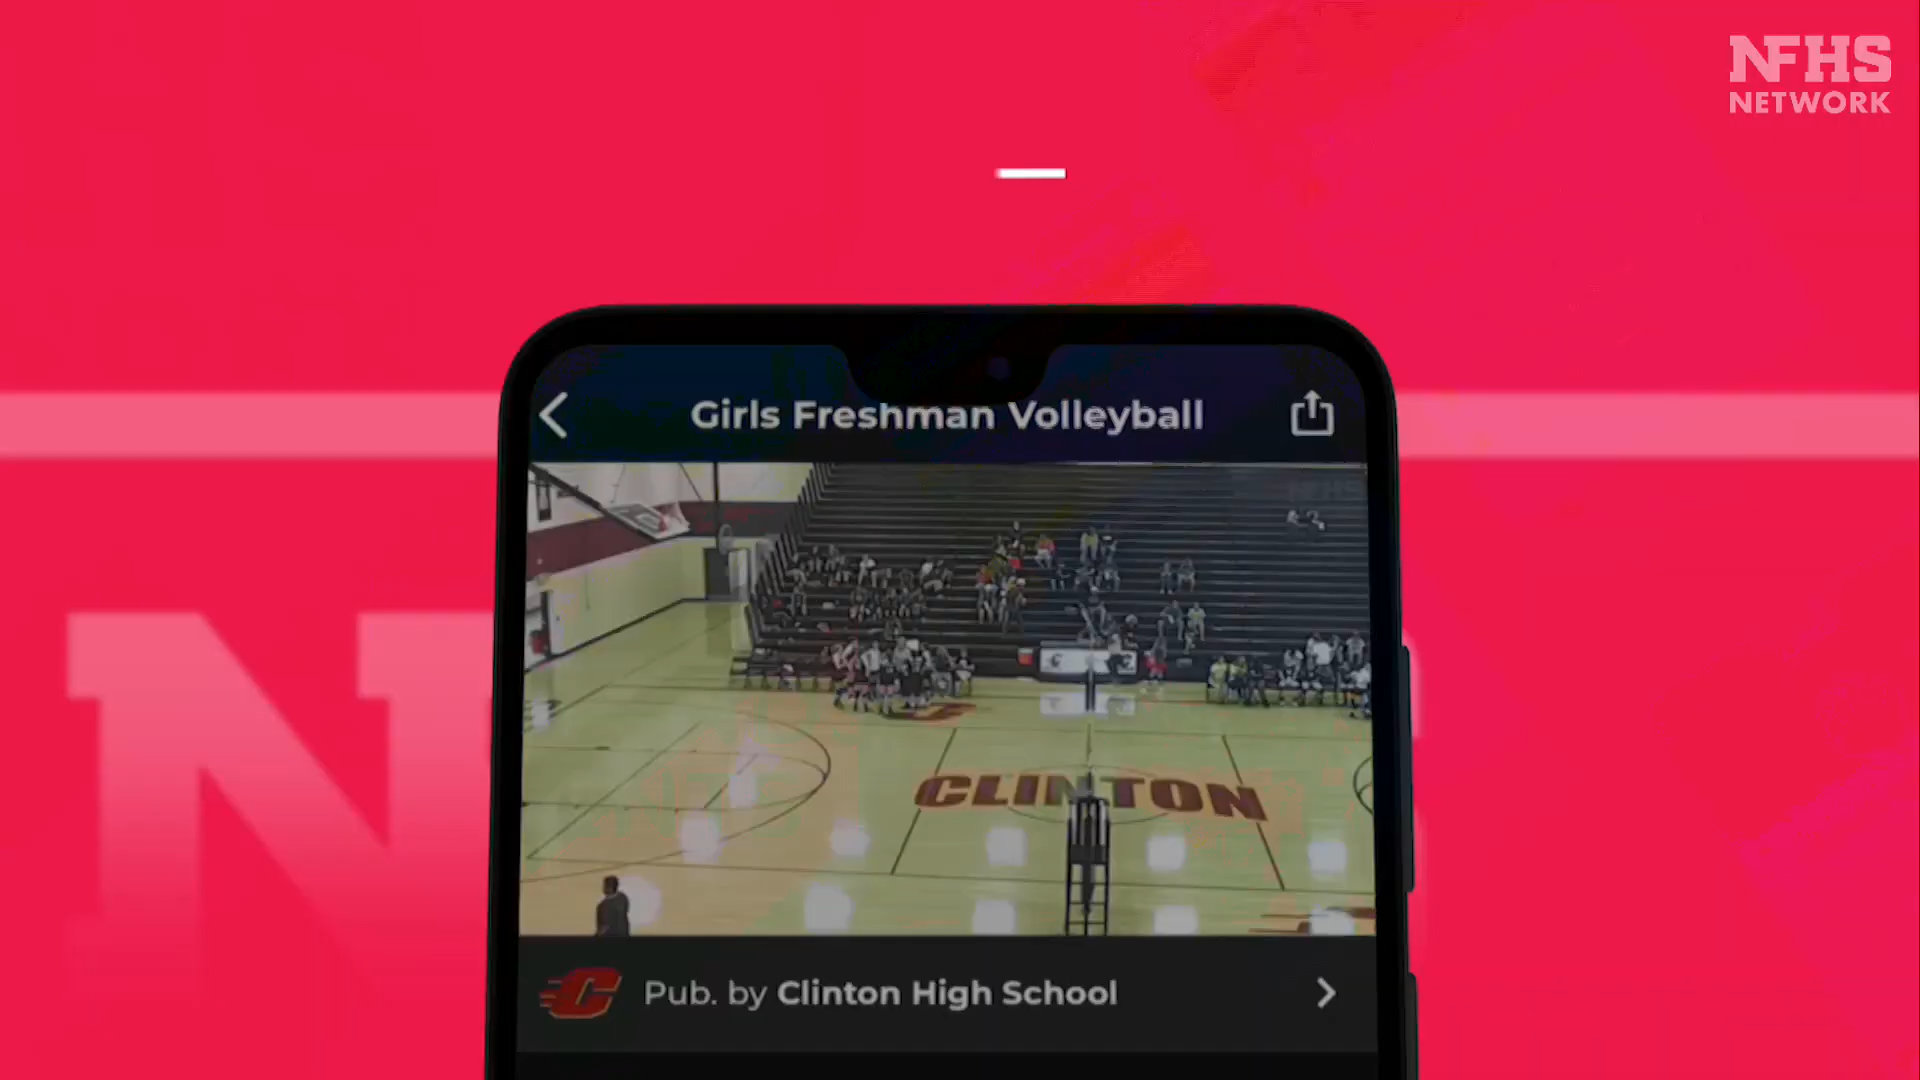 NFHS
NETWORK
Girls Freshman Volleyball
CLINTON
C Pub. by Clinton High School